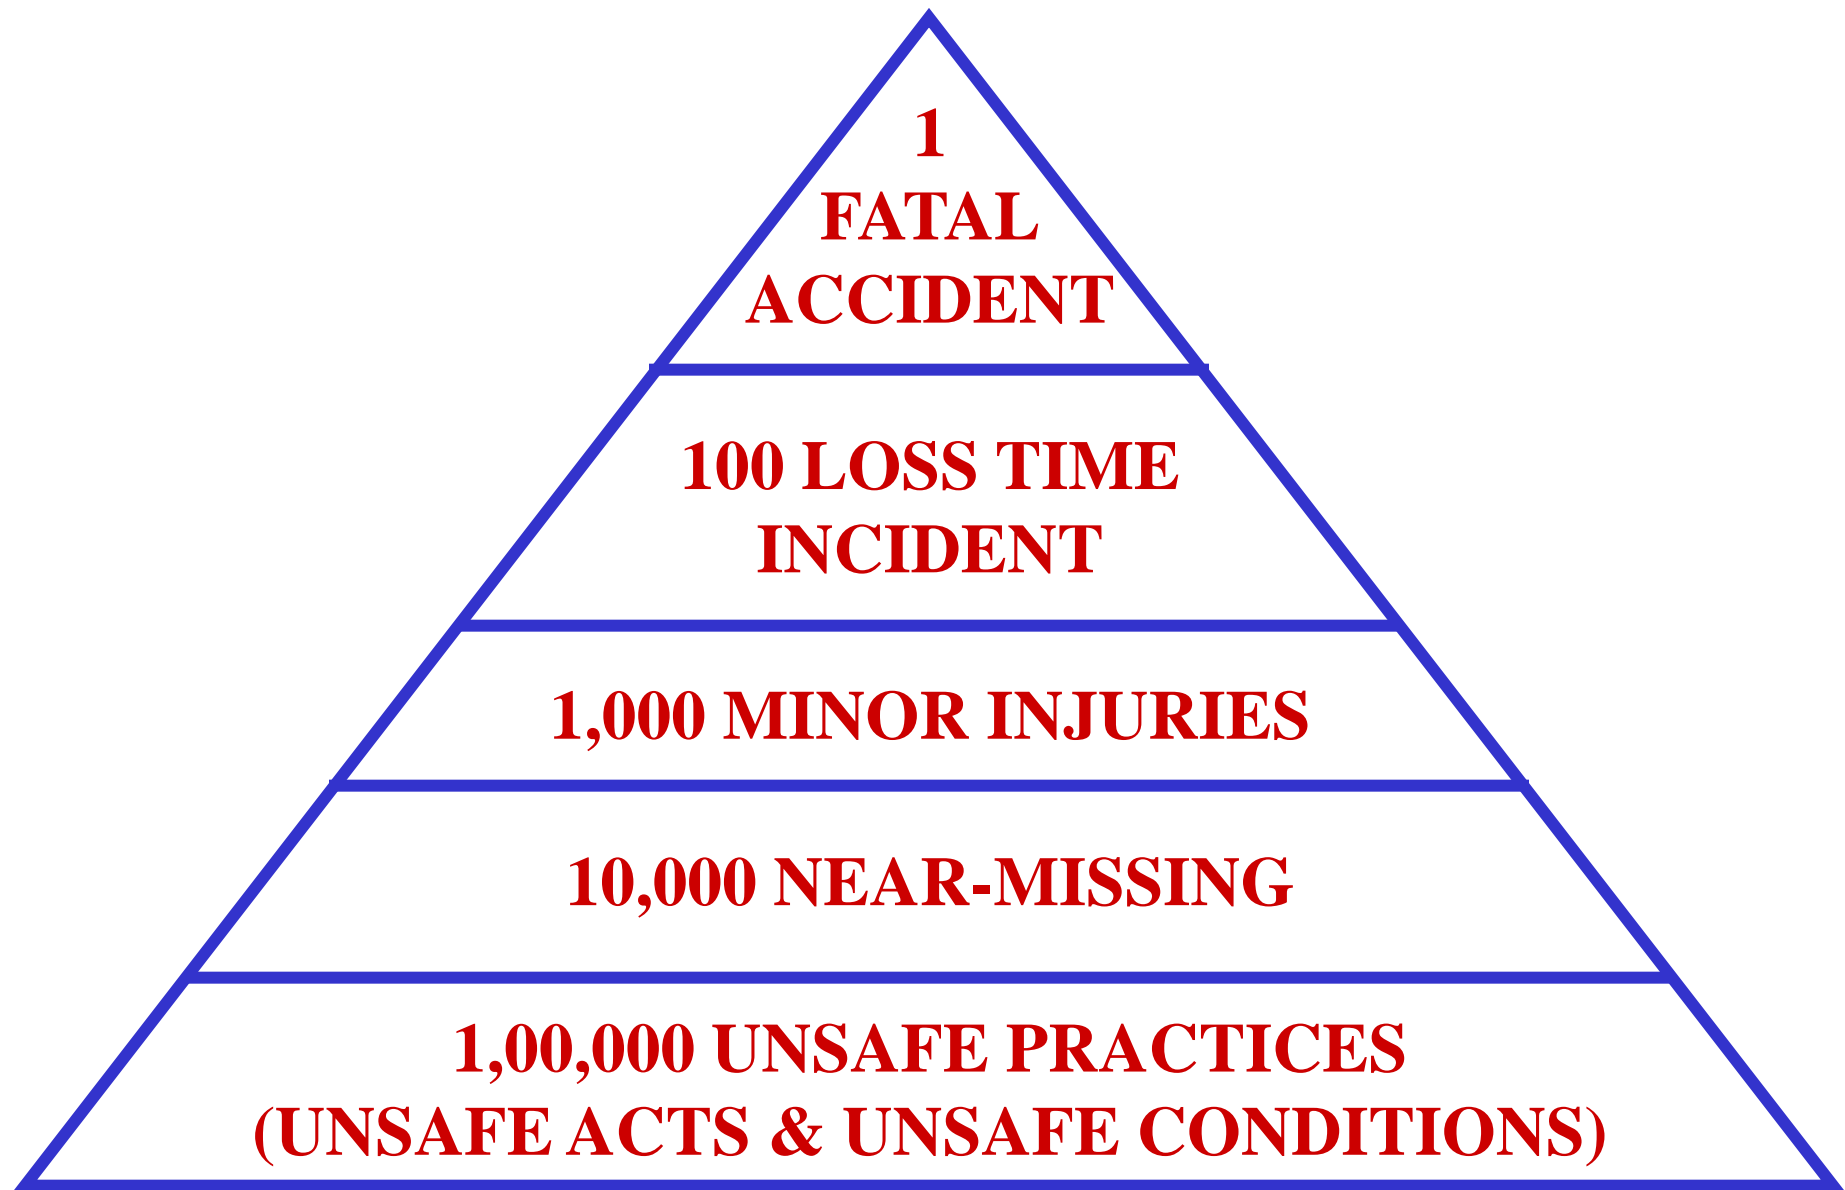 1
FATAL
ACCIDENT
100 LOSS TIME
INCIDENT
1,000 MINOR INJURIES
10,000 NEAR-MISSING
1,00,000 UNSAFE PRACTICES
(UNSAFE ACTS & UNSAFE CONDITIONS)